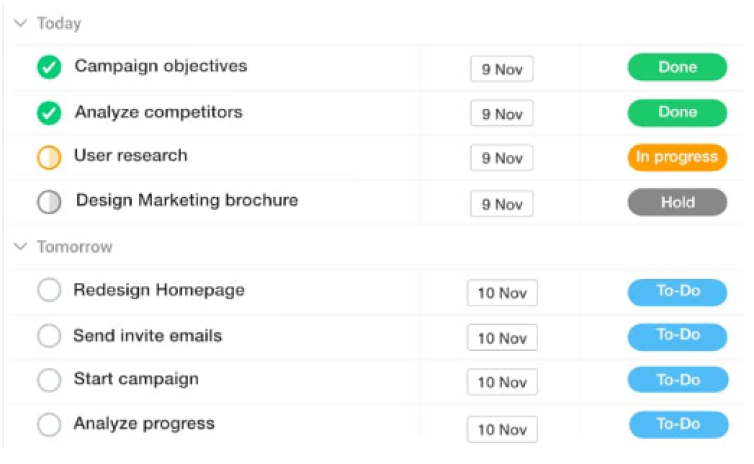 Today
Campaign objectives 9 Nov Done
Analyze competitors 9 Nov Done
User research 9 Nov In progress
Design Marketing brochure 9 Nov Hold
Tomorrow
Redesign Homepage 10 Nov To-Do
Send invite emails 10 Nov To-Do
Start campaign 10 Nov To-Do
Analyze progress 10 Nov To-Do